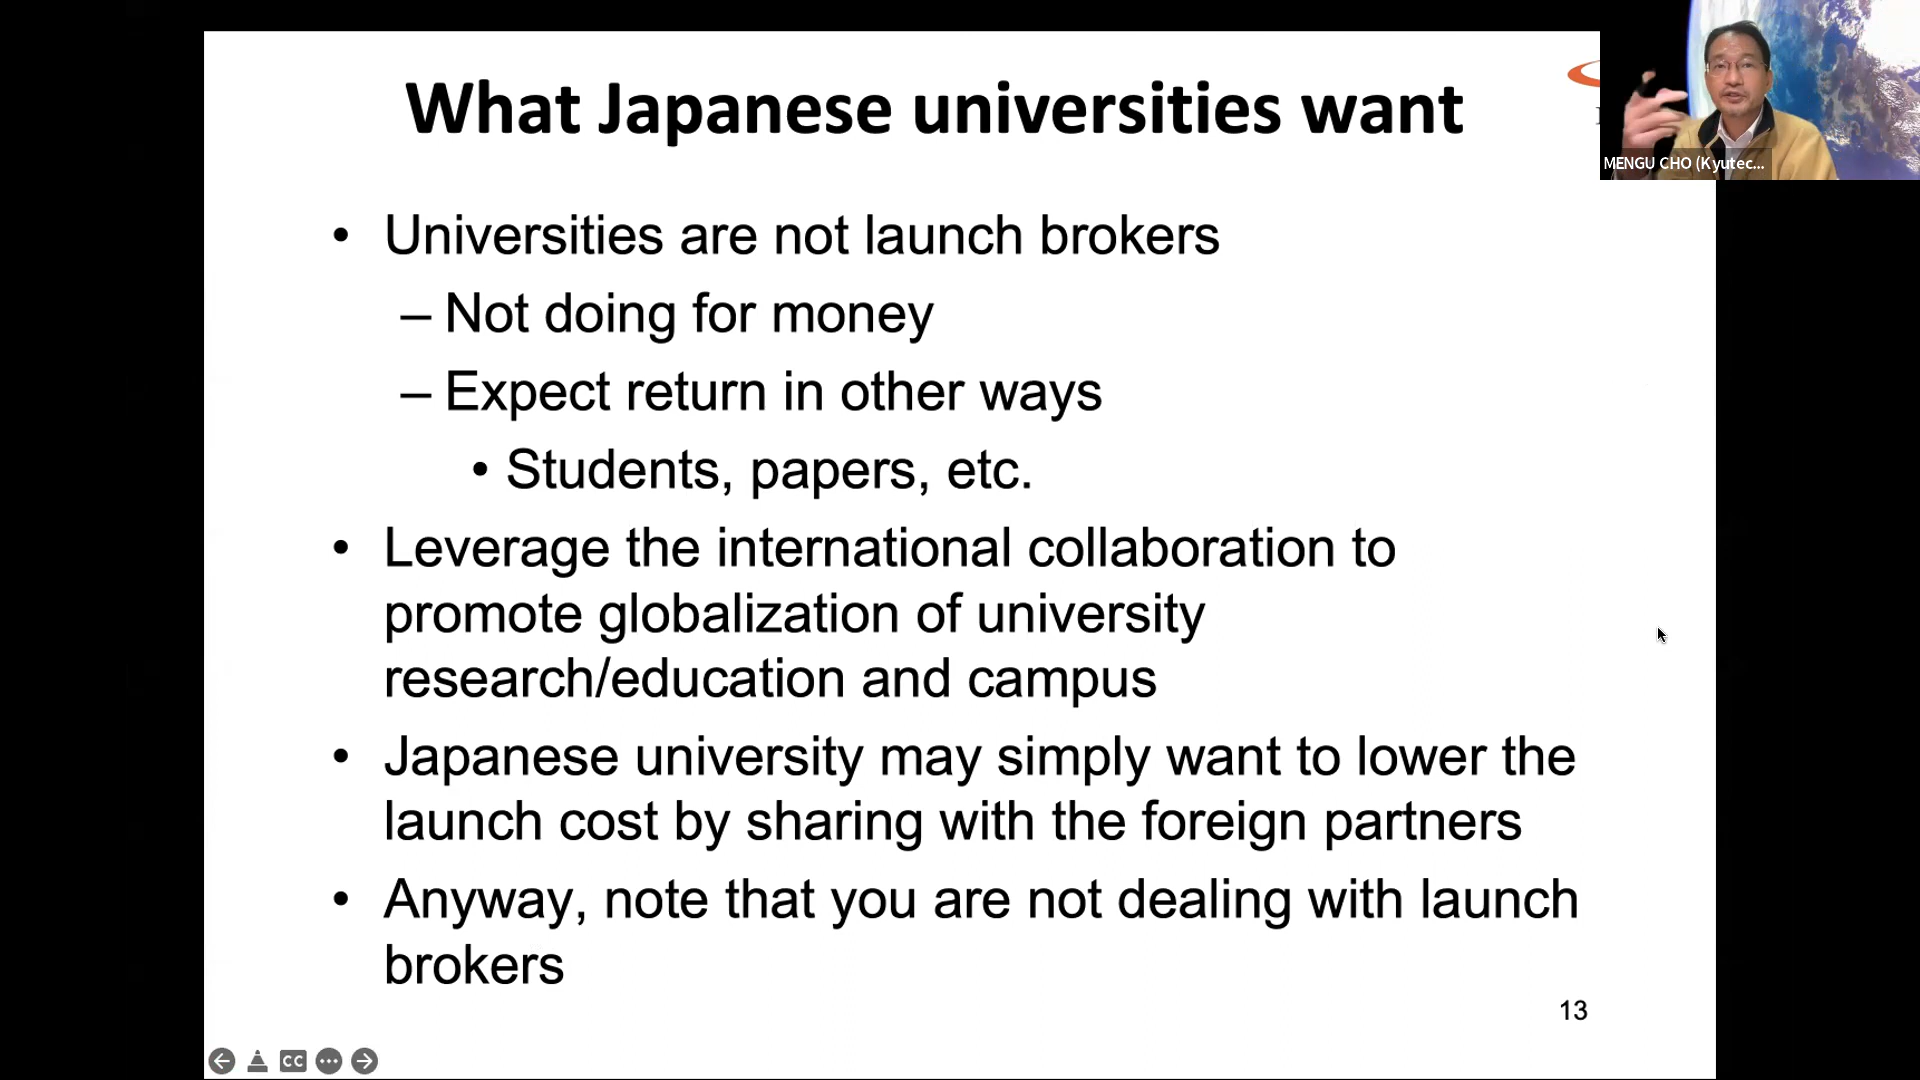 What Japanese universities want
MENGU CHO (Kyutec...
• Universities are not launch brokers
– Not doing for money
– Expect return in other ways
• Students, papers, etc.
• Leverage the international collaboration to
promote globalization of university
research/education and campus
• Japanese university may simply want to lower the
launch cost by sharing with the foreign partners
• Anyway, note that you are not dealing with launch
brokers
13
CC